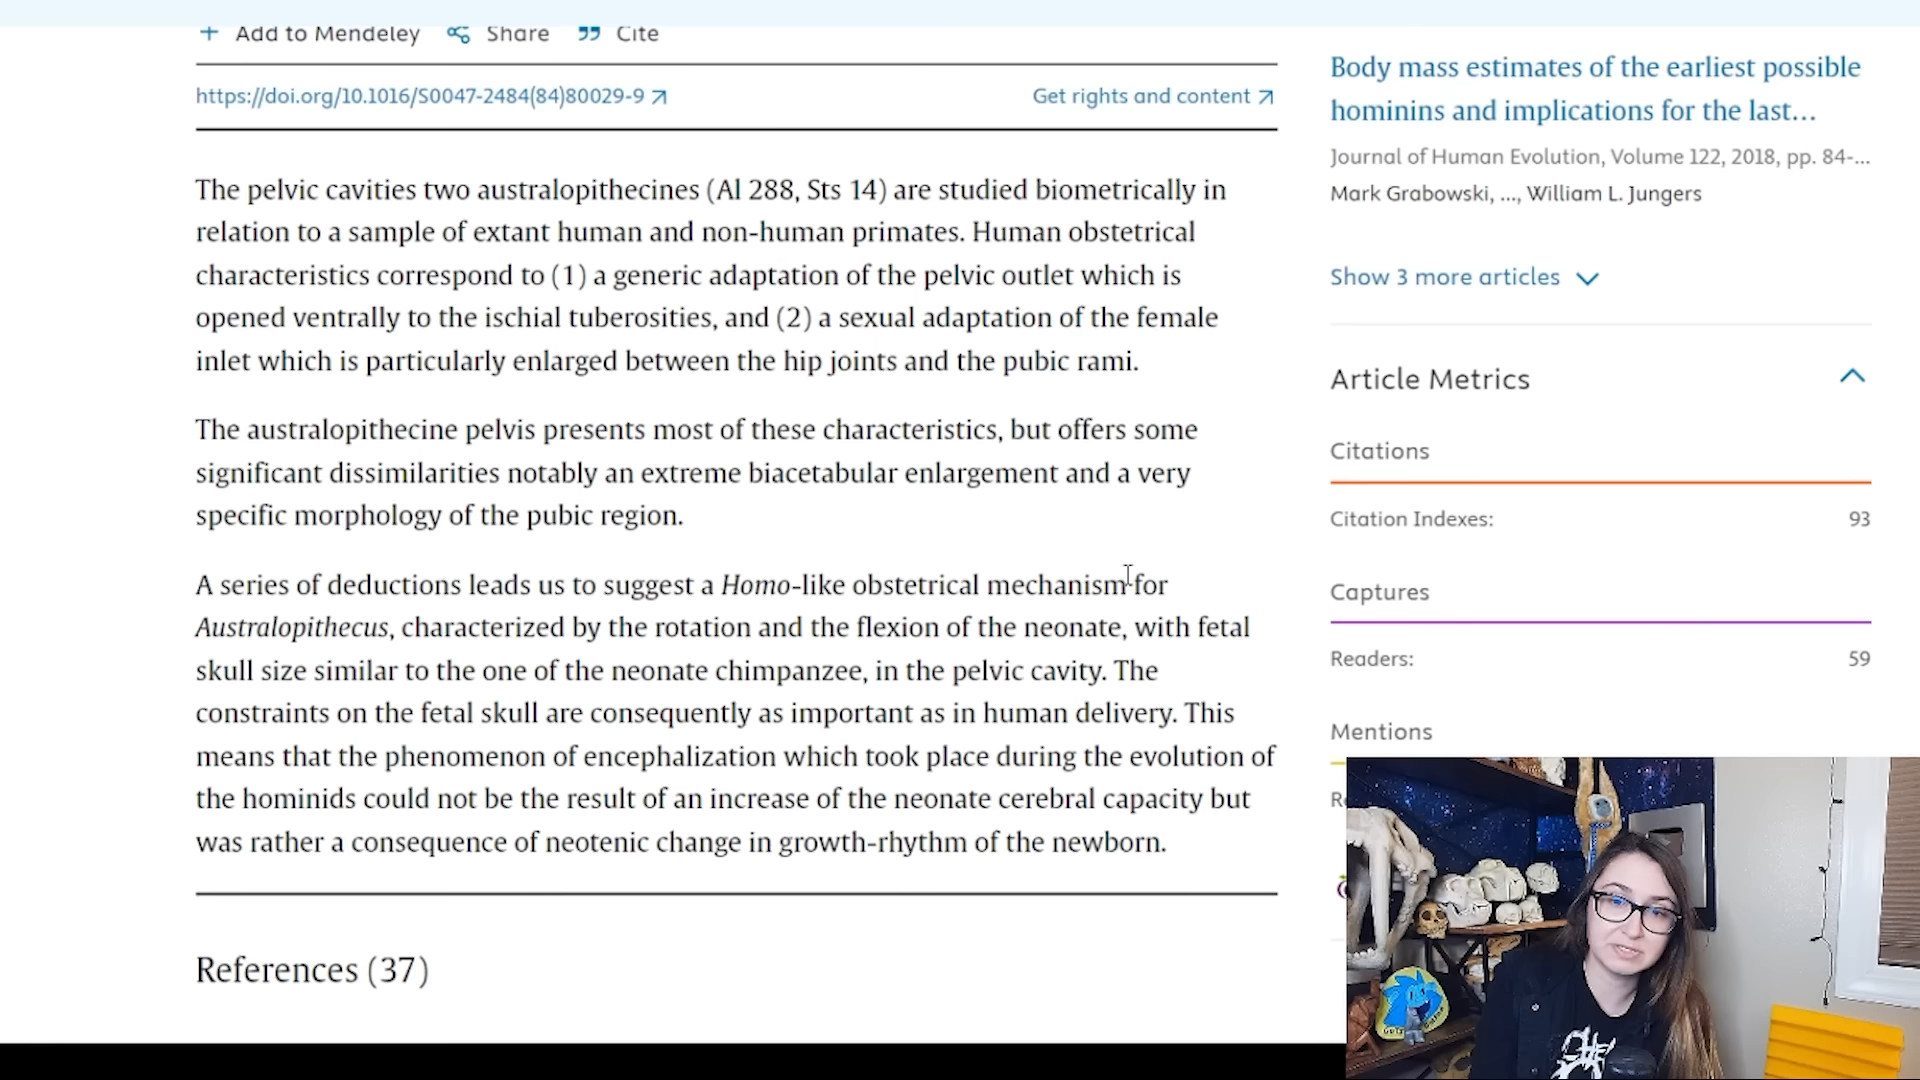 Add to Mendeley Share Cite
https://doi.org/10.1016/S0047-2484(84)80029-9 Get rights and content
The pelvic cavities two australopithecines (Al 288, Sts 14) are studied biometrically in
relation to a sample of extant human and non-human primates. Human obstetrical
characteristics correspond to (1) a generic adaptation of the pelvic outlet which is
opened ventrally to the ischial tuberosities, and (2) a sexual adaptation of the female
inlet which is particularly enlarged between the hip joints and the pubic rami.
The australopithecine pelvis presents most of these characteristics, but offers some
significant dissimilarities notably an extreme biacetabular enlargement and a very
specific morphology of the pubic region.
A series of deductions leads us to suggest a Homo-like obstetrical mechanism for
Australopithecus, characterized by the rotation and the flexion of the neonate, with fetal
skull size similar to the one of the neonate chimpanzee, in the pelvic cavity. The
constraints on the fetal skull are consequently as important as in human delivery. This
means that the phenomenon of encephalization which took place during the evolution of
the hominids could not be the result of an increase of the neonate cerebral capacity but
was rather a consequence of neotenic change in growth-rhythm of the newborn.
References (37)
Body mass estimates of the earliest possible
hominins and implications for the last…
Journal of Human Evolution, Volume 122, 2018, pp. 84-…
Mark Grabowski, …, William L. Jungers
Show 3 more articles
Article Metrics
Citations
Citation Indexes: 93
Captures
Readers: 59
Mentions